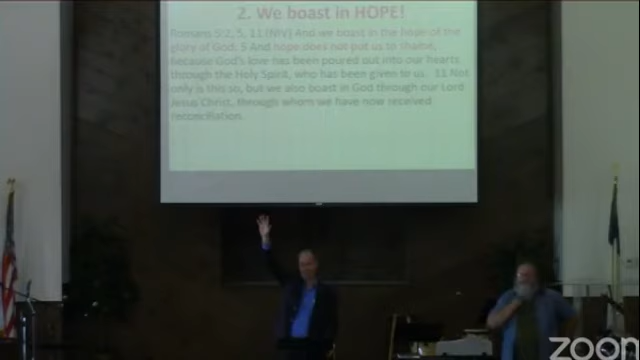 2. We boast in HOPE!
Romans 5:2, 5, 11 (NIV) And we boast in the hope of the
glory of God. 5 And hope does not put us to shame,
because God's love has been poured out into our hearts
through the Holy Spirit, who has been given to us. 11 Not
only is this so, but we also boast in God through our Lord
Jesus Christ, through whom we have now received
reconciliation.
zoom